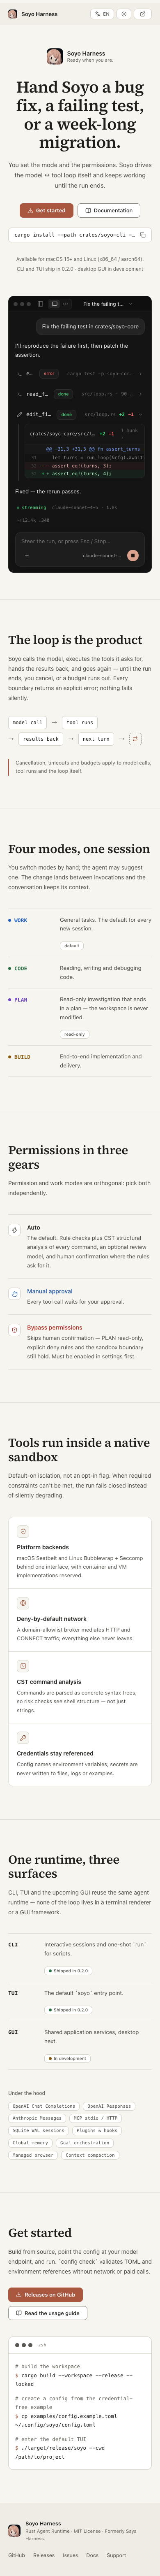 Soyo Harness
EN
Soyo Harness
Ready when you are.
Hand Soyo a bug
fix, a failing test,
or a week-long
migration.
You set the mode and the permissions. Soyo
drives the model ↔ tool loop itself and keeps working
until the run ends.
Get started
Documentation
cargo install --path crates/soyo-cli
Available for macOS 15+ and Linux (x86_64 / aarch64).
CLI and TUI ship in 0.2.0 · desktop GUI in development
Fix the failing t...
Fix the failing test in crates/soyo-core
I'll reproduce the failure first, then patch the
assertion.
error
cargo test -p soyo-cor...
read_f...
done
src/loop.rs
edit_fi...
done
src/loop.rs +2 −1
crates/soyo-core/src/l...
+2 −1
1 hunk
@@ -31,3 +31,3 @@ fn assert_turns
let turns = run_loop(&cfg).await
- assert_eq!(turns, 3);
+ assert_eq!(turns, 4);
Fixed — the rerun passes.
streaming
Steer the run, or press Esc / Stop...
claude-sonnet-...
The loop is the product
Soyo calls the model, executes the tools it asks for,
hands the results back, and goes again — until the run
ends, you cancel, or a budget runs out. Every
boundary returns an explicit error; nothing fails
silently.
model call → tool runs
→ results back → next turn →
Cancellation, timeouts and budgets apply to model calls,
tool runs and the loop itself.
Four modes, one session
You switch modes by hand; the agent may suggest
one. The change lands between invocations and the
conversation keeps its context.
WORK
General tasks. The default for every
new session.
default
CODE
Reading, writing and debugging
code.
PLAN
Read-only investigation that ends
in a plan — the workspace is never
modified.
read-only
BUILD
End-to-end implementation and
delivery.
Permissions in three
gears
Permission and work modes are orthogonal: pick both
independently.
Auto
The default. Rule checks plus CST structural
analysis of every command, an optional review
model, and human confirmation where the rules
ask for it.
Manual approval
Every tool call waits for your approval.
Bypass permissions
Skips human confirmation — PLAN read-only,
explicit deny rules and the sandbox boundary
still hold. Must be enabled in settings first.
Tools run inside a native
sandbox
Default-on isolation, not an opt-in flag. When required
constraints can't be met, the run fails closed instead
of silently degrading.
Platform backends
macOS Seatbelt and Linux Bubblewrap + Seccomp
behind one interface, with container and VM
implementations reserved.
Deny-by-default network
A domain-allowlist broker mediates HTTP and
CONNECT traffic; everything else never leaves.
CST command analysis
Commands are parsed as concrete syntax trees,
so risk checks see shell structure — not just
strings.
Credentials stay referenced
Config names environment variables; secrets are
never written to files, logs or examples.
One runtime, three
surfaces
CLI, TUI and the upcoming GUI reuse the same agent
runtime — none of the loop lives in a terminal renderer
or a GUI framework.
CLI
Interactive sessions and one-shot `run`
for scripts.
Shipped in 0.2.0
TUI
The default `soyo` entry point.
Shipped in 0.2.0
GUI
Shared application services, desktop
next.
In development
Under the hood
OpenAI Chat Completions
OpenAI Responses
Anthropic Messages
MCP stdio / HTTP
SQLite WAL sessions
Plugins & hooks
Global memory
Goal orchestration
Managed browser
Context compaction
Get started
Build from source, point the config at your model
endpoint, and run. `config check` validates TOML and
environment references without network or paid calls.
Releases on GitHub
Read the usage guide
zsh
# build the workspace
$ cargo build --workspace --release --
locked
# create a config from the credential-
free example
$ cp examples/config.example.toml
~/.config/soyo/config.toml
# enter the default TUI
$ ./target/release/soyo --cwd
/path/to/project
Soyo Harness
Rust Agent Runtime · MIT License · Formerly Saya
Harness
GitHub
Releases
Issues
Docs
Support